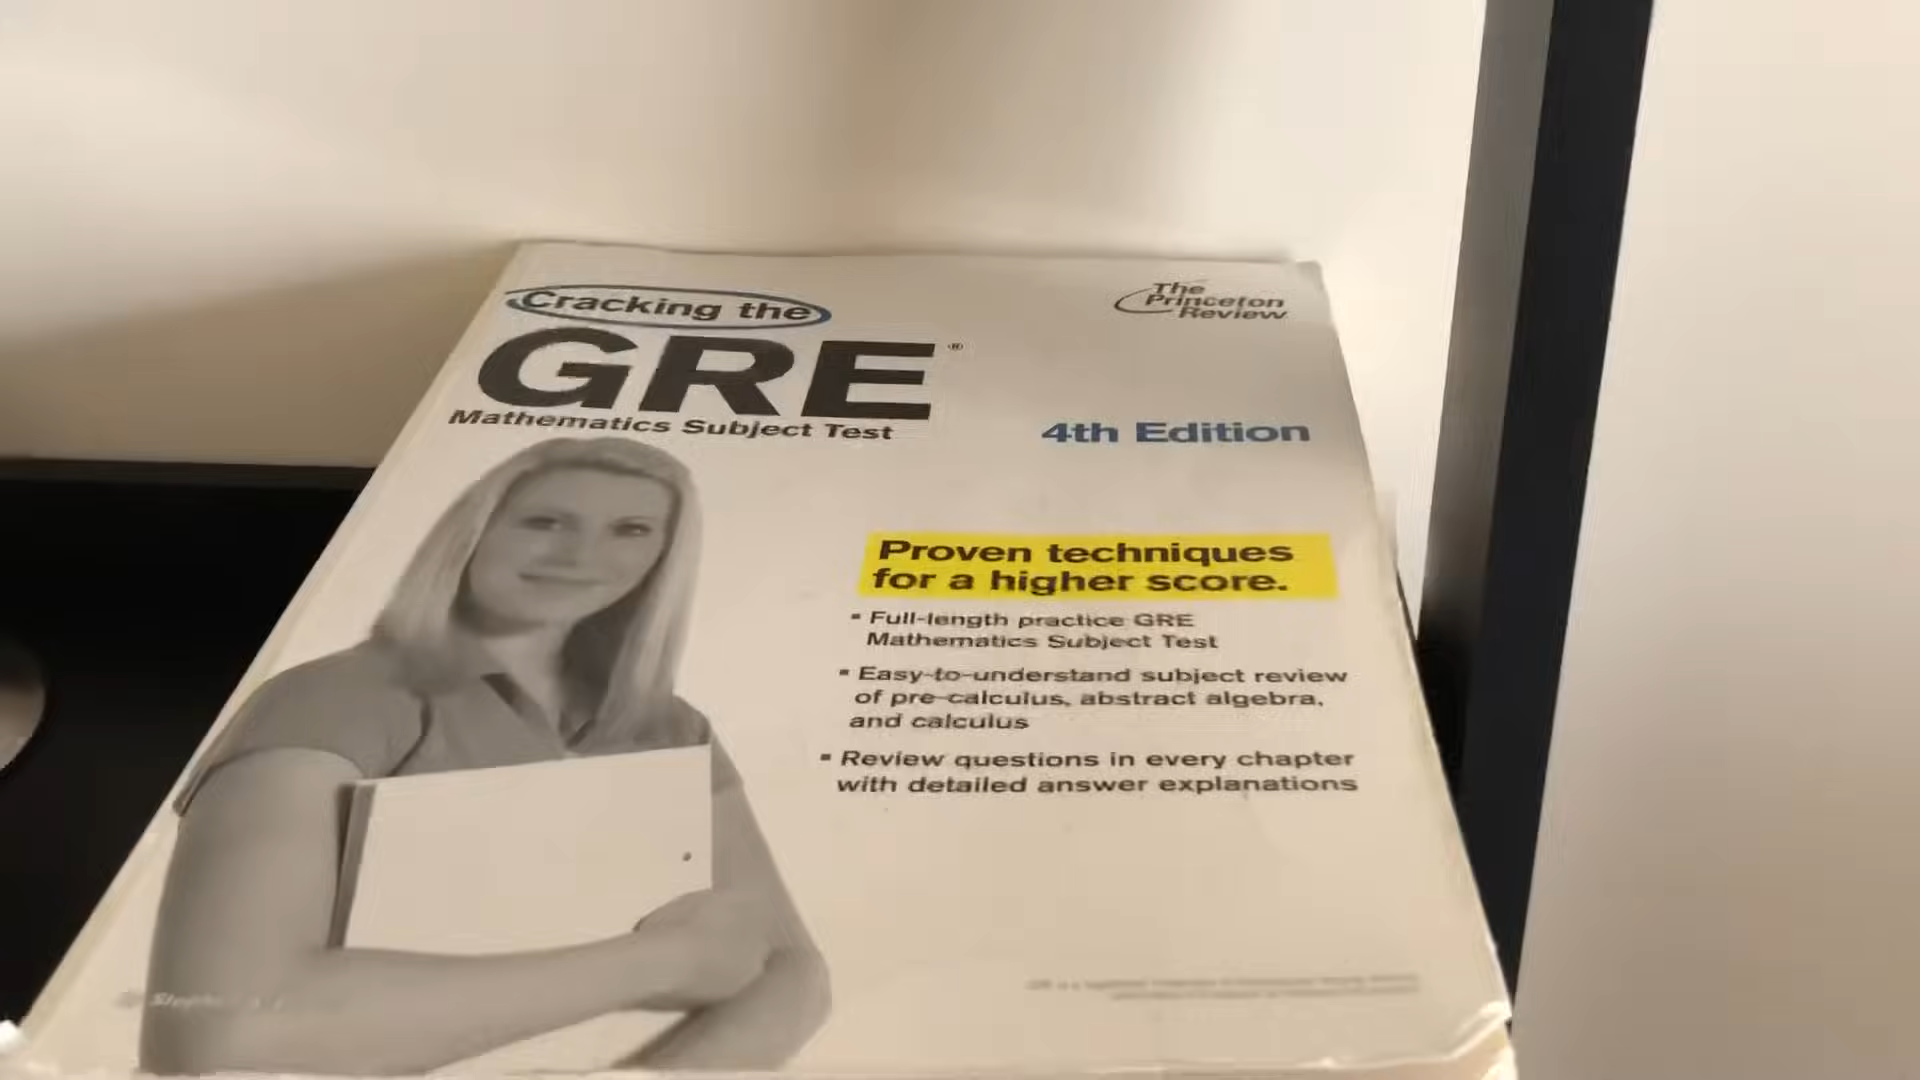 Cracking the
GRE®
Mathematics Subject Test
The
Princeton
Review
4th Edition
Proven techniques
for a higher score.
▪ Full-length practice GRE
Mathematics Subject Test
▪ Easy-to-understand subject review
of pre-calculus, abstract algebra,
and calculus
▪ Review questions in every chapter
with detailed answer explanations